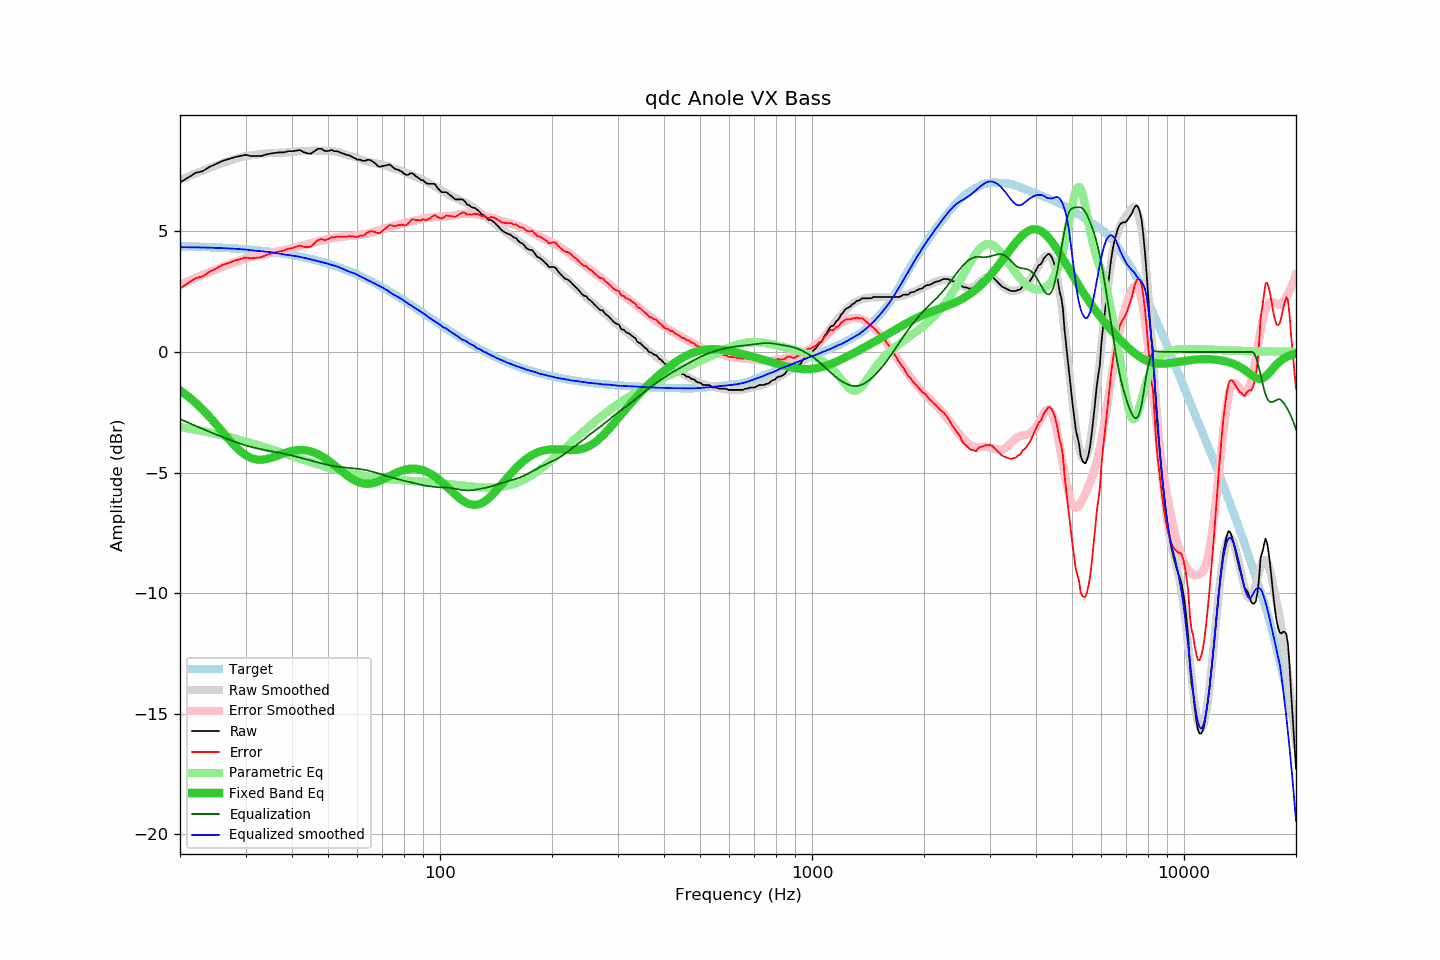 qdc Anole VX Bass
Amplitude (dBr)
5
0
−5
−10
−15
−20
Target
Raw Smoothed
Error Smoothed
Raw
Error
Parametric Eq
Fixed Band Eq
Equalization
Equalized smoothed
100 1000 10000
Frequency (Hz)